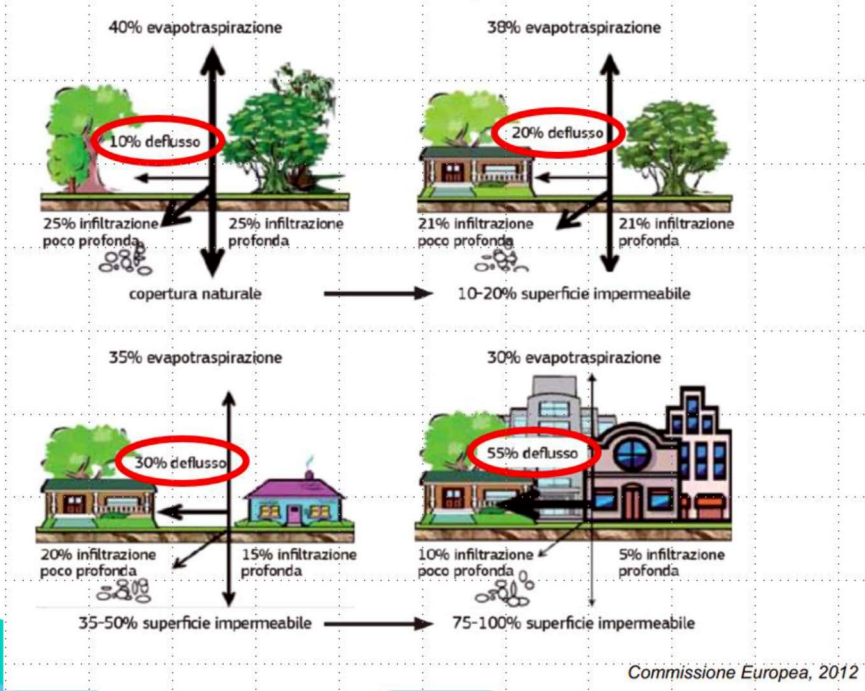 40% evapotraspirazione
10% deflusso
25% infiltrazione
poco profonda
25% infiltrazione
profonda
copertura naturale
38% evapotraspirazione
20% deflusso
21% infiltrazione
poco profonda
21% infiltrazione
profonda
10-20% superficie impermeabile
35% evapotraspirazione
30% deflusso
20% infiltrazione
poco profonda
15% infiltrazione
profonda
35-50% superficie impermeabile
30% evapotraspirazione
55% deflusso
10% infiltrazione
poco profonda
5% infiltrazione
profonda
75-100% superficie impermeabile
Commissione Europea, 2012